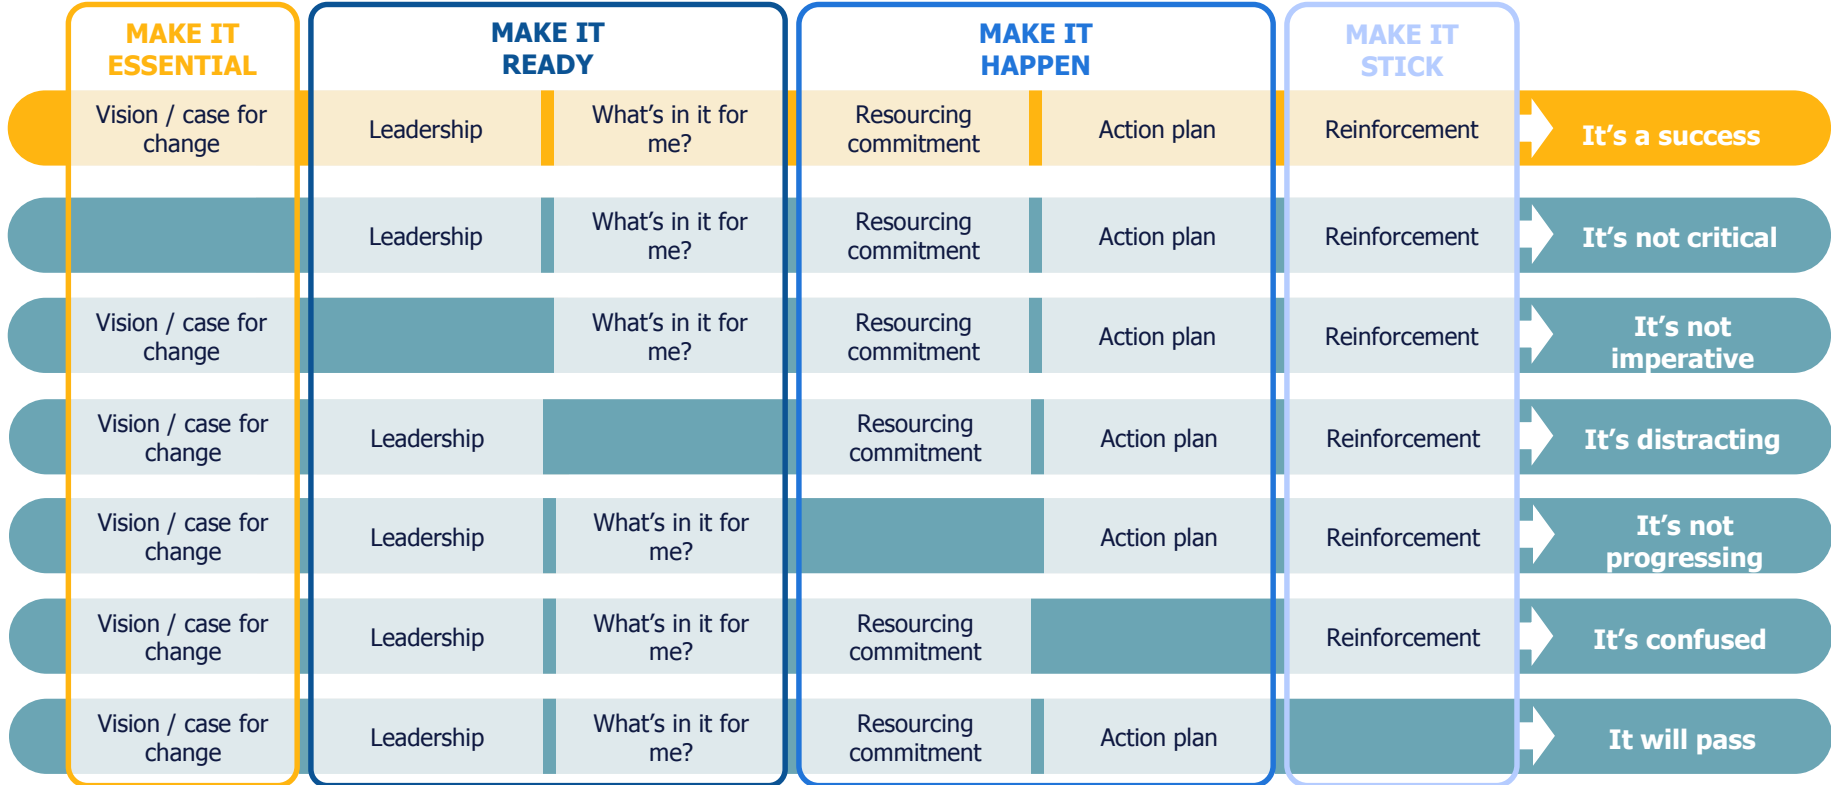 MAKE IT
ESSENTIAL
MAKE IT
READY
MAKE IT
HAPPEN
MAKE IT
STICK
Vision / case for
change
Leadership
What's in it for
me?
Resourcing
commitment
Action plan
Reinforcement
It's a success
Leadership
What's in it for
me?
Resourcing
commitment
Action plan
Reinforcement
It's not critical
Vision / case for
change
What's in it for
me?
Resourcing
commitment
Action plan
Reinforcement
It's not
imperative
Vision / case for
change
Leadership
Resourcing
commitment
Action plan
Reinforcement
It's distracting
Vision / case for
change
Leadership
What's in it for
me?
Action plan
Reinforcement
It's not
progressing
Vision / case for
change
Leadership
What's in it for
me?
Resourcing
commitment
Reinforcement
It's confused
Vision / case for
change
Leadership
What's in it for
me?
Resourcing
commitment
Action plan
It will pass